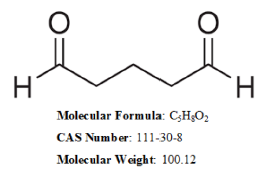 O O
H H
Molecular Formula: C₅H₈O₂
CAS Number: 111-30-8
Molecular Weight: 100.12